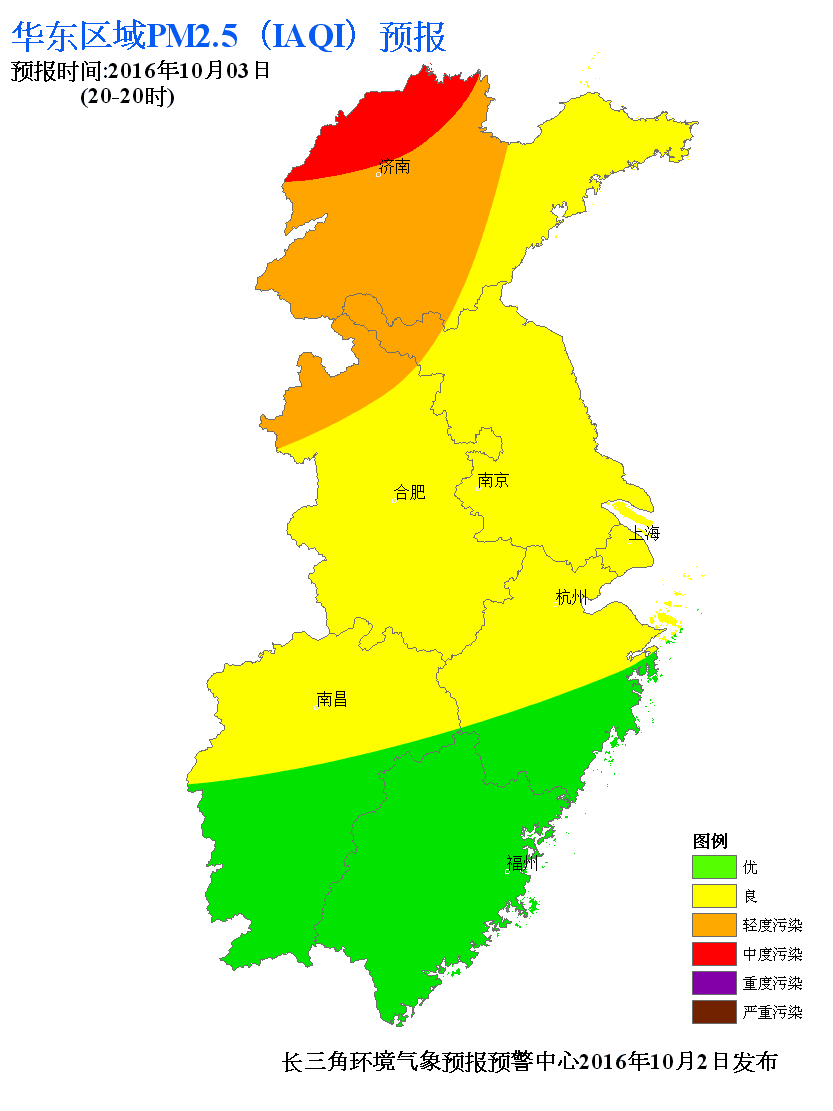 华东区域PM2.5（IAQI）预报
预报时间:2016年10月03日
(20-20时)
济南
合肥
南京
上海
杭州
南昌
福州
图例
优
良
轻度污染
中度污染
重度污染
严重污染
长三角环境气象预报预警中心2016年10月2日发布